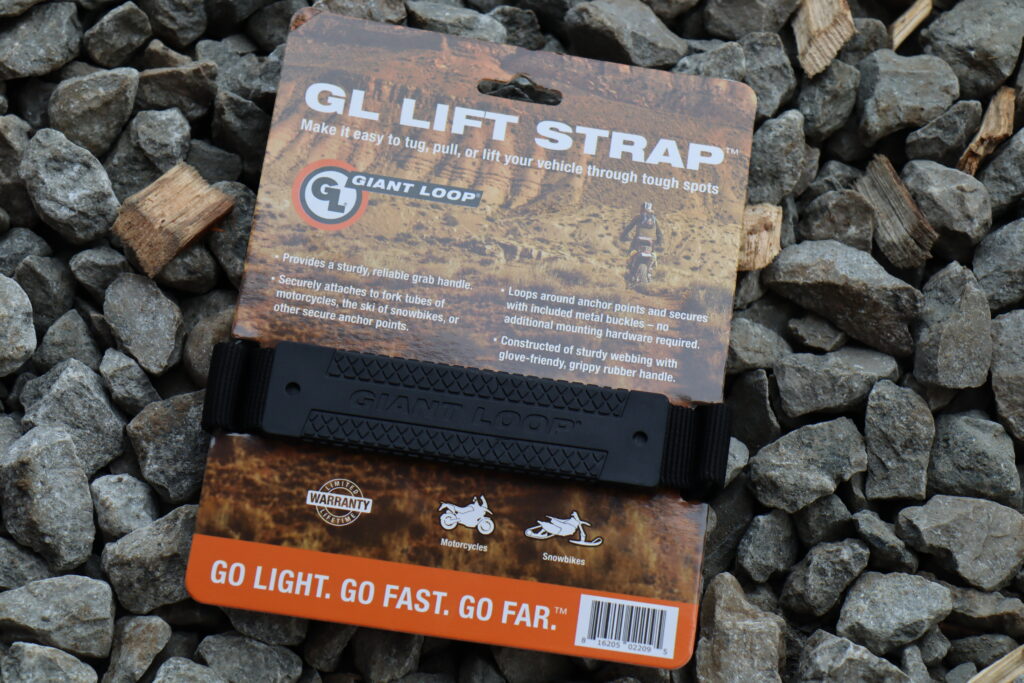 GL LIFT STRAP™
Make it easy to tug, pull, or lift your vehicle through tough spots
GL GIANT LOOP®
• Provides a sturdy, reliable grab handle.
• Securely attaches to fork tubes of
motorcycles, the ski of snowbikes, or
other secure anchor points.
• Loops around anchor points and secures
with included metal buckles – no
additional mounting hardware required.
• Constructed of sturdy webbing with
glove-friendly, grippy rubber handle.
GIANT LOOP®
LIMITED
WARRANTY
LIFETIME
Motorcycles
Snowbikes
GO LIGHT. GO FAST. GO FAR.™
8 16205 02209 5